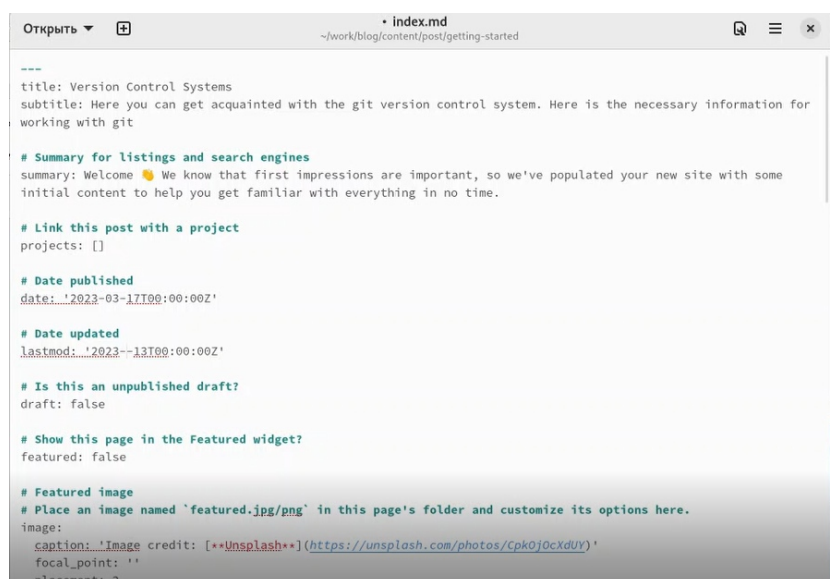 Открыть
• index.md
~/work/blog/content/post/getting-started
---
title: Version Control Systems
subtitle: Here you can get acquainted with the git version control system. Here is the necessary information for
working with git
# Summary for listings and search engines
summary: Welcome 👋 We know that first impressions are important, so we've populated your new site with some
initial content to help you get familiar with everything in no time.
# Link this post with a project
projects: []
# Date published
date: '2023-03-17T00:00:00Z'
# Date updated
lastmod: '2023--13T00:00:00Z'
# Is this an unpublished draft?
draft: false
# Show this page in the Featured widget?
featured: false
# Featured image
# Place an image named `featured.jpg/png` in this page's folder and customize its options here.
image:
caption: 'Image credit: [**Unsplash**](https://unsplash.com/photos/CpkOjOcXdUY)'
focal_point: ''